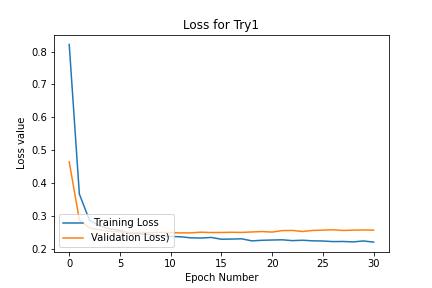 Loss for Try1
Loss value
0.8
0.7
0.6
0.5
0.4
0.3
0.2
Training Loss
Validation Loss)
0 5 10 15 20 25 30
Epoch Number